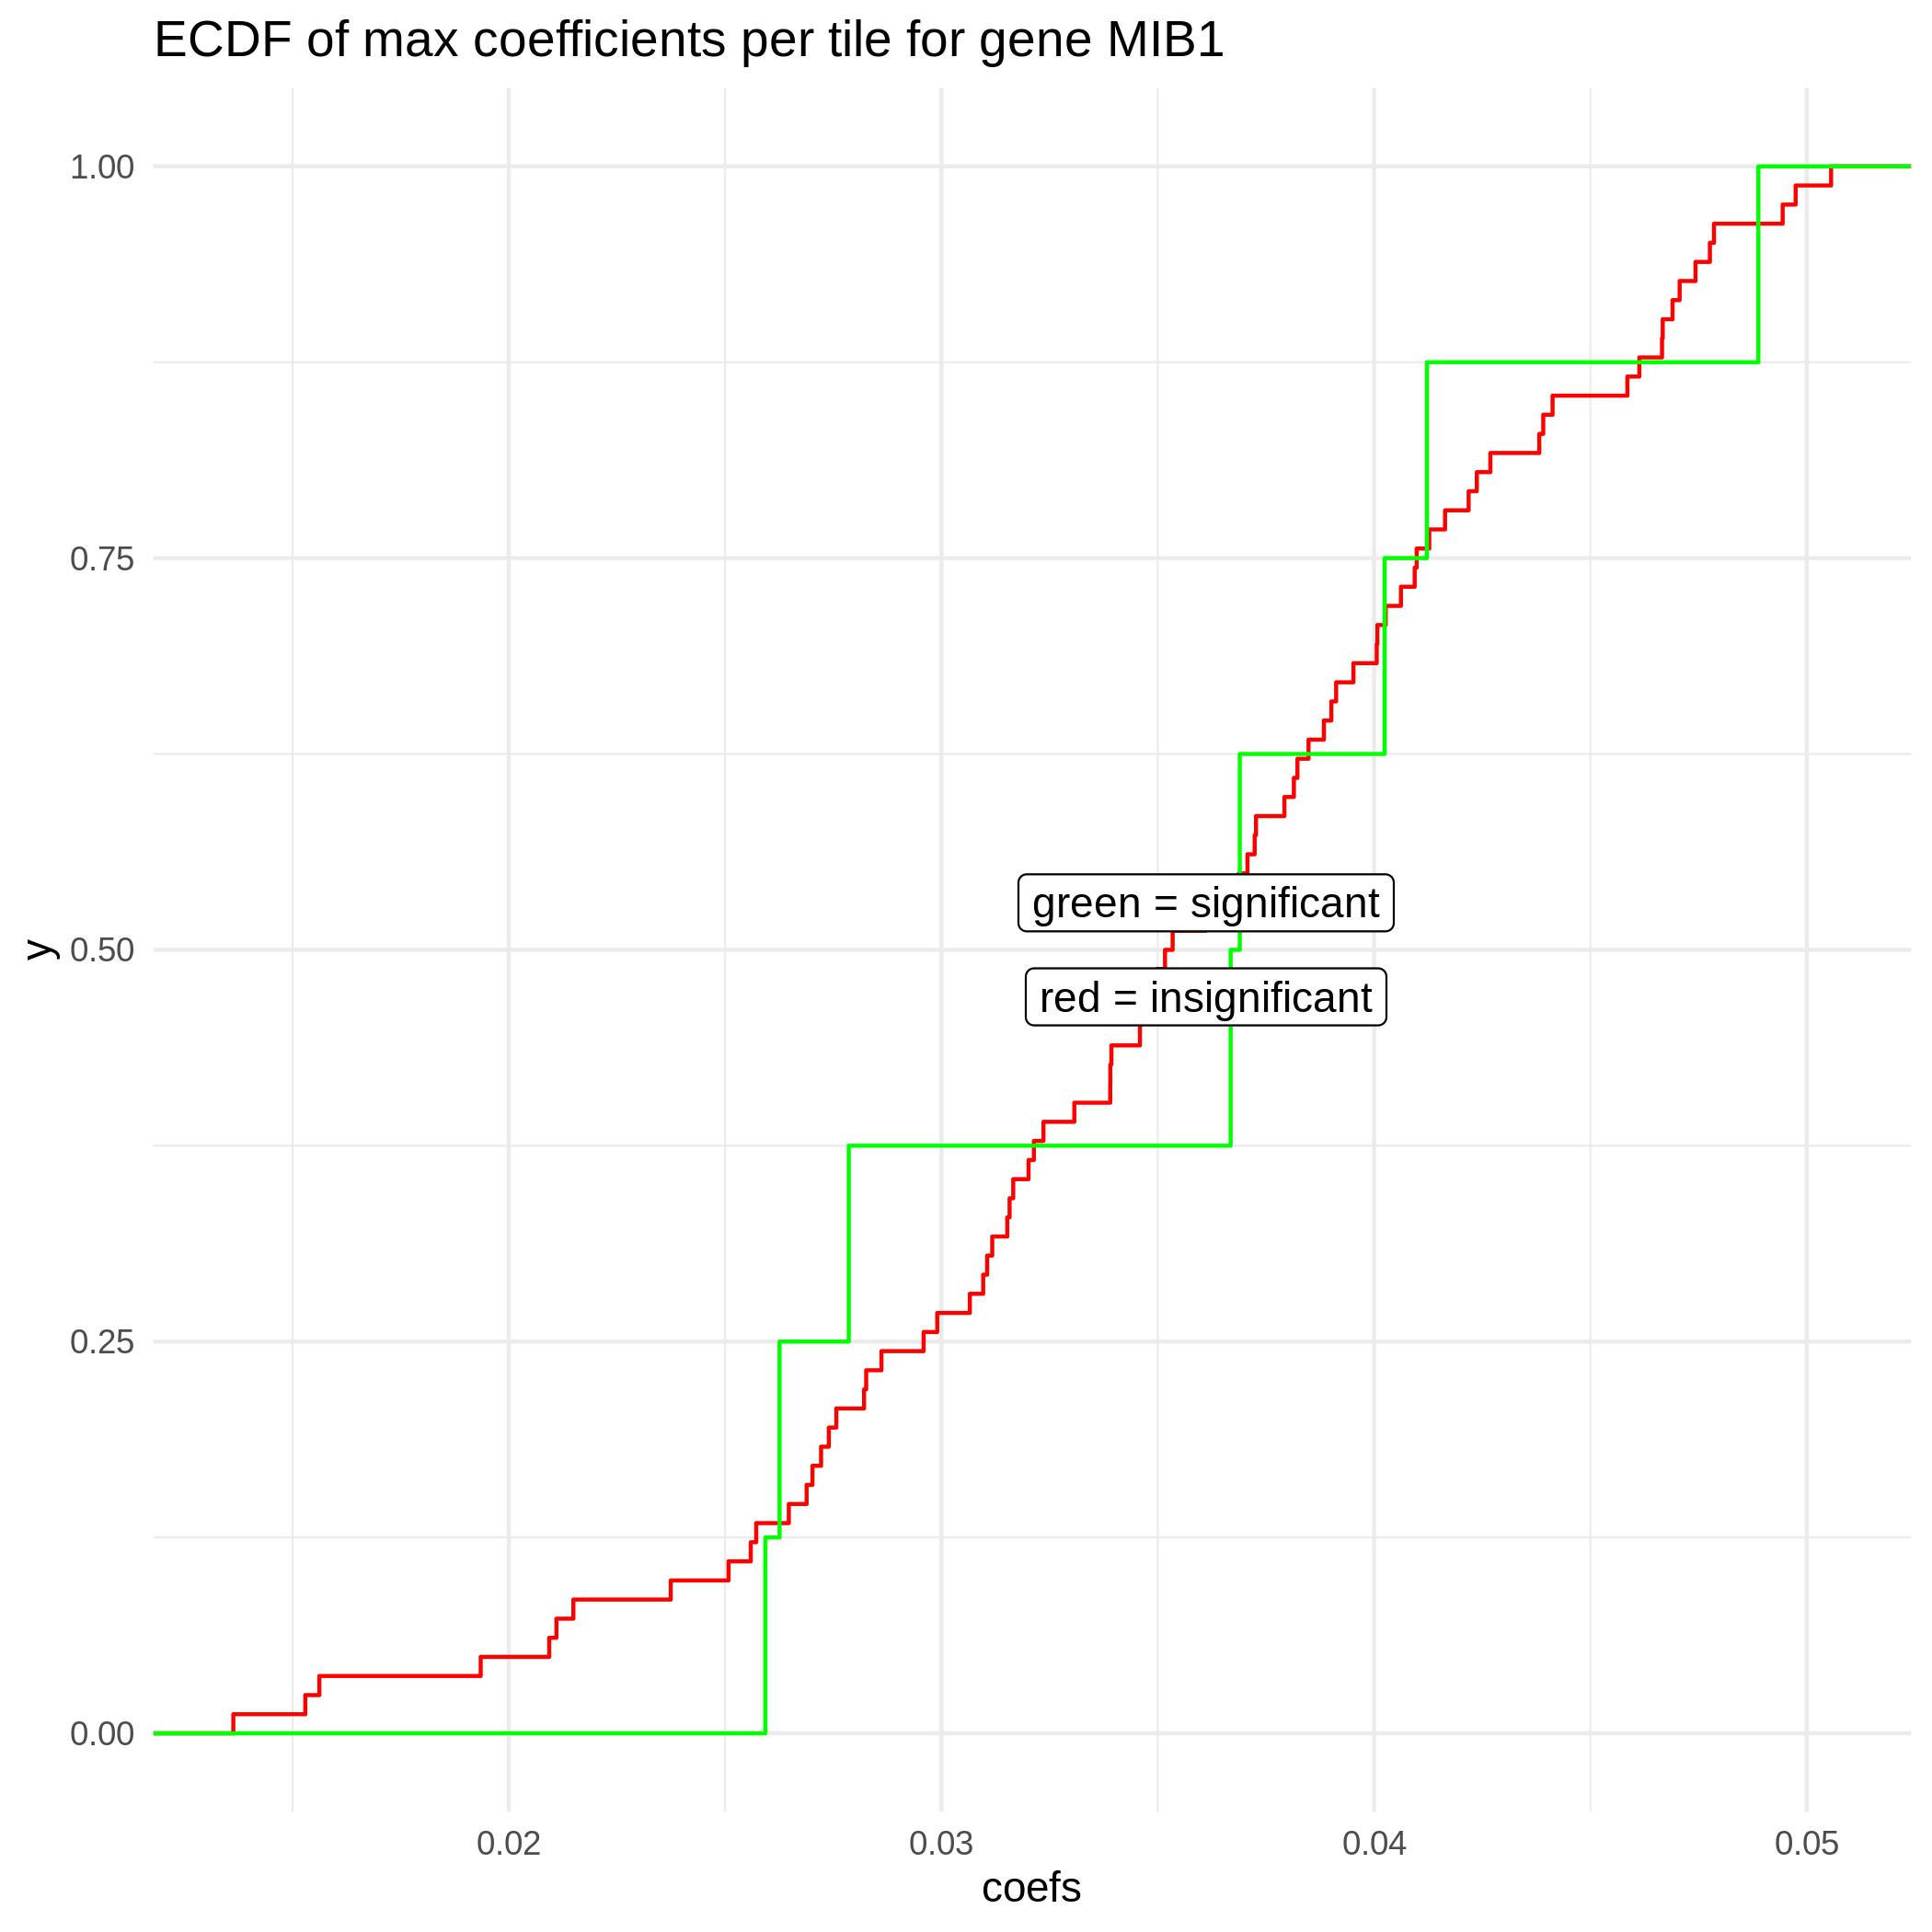 ECDF of max coefficients per tile for gene MIB1
1.00
0.75
green = significant
y
0.50
red = insignificant
0.25
0.00
0.02 0.03 0.04 0.05
coefs